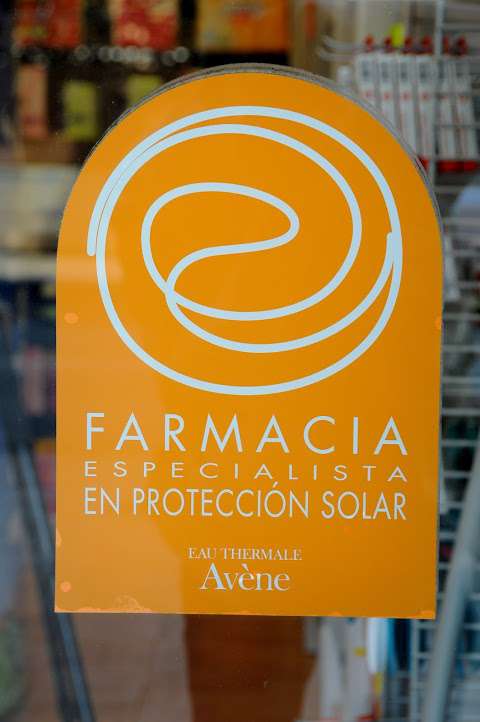 FARMACIA
ESPECIALISTA
EN PROTECCIÓN SOLAR
EAU THERMALE
Avène